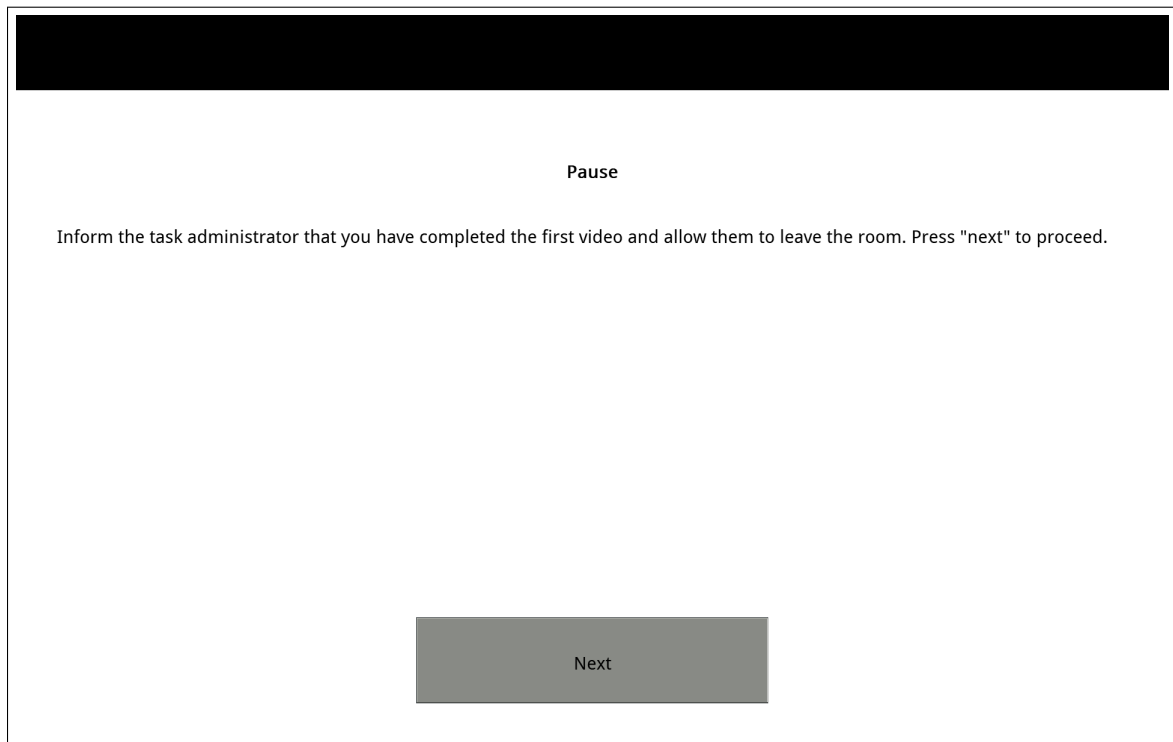 Pause
Inform the task administrator that you have completed the first video and allow them to leave the room. Press "next" to proceed.
Next